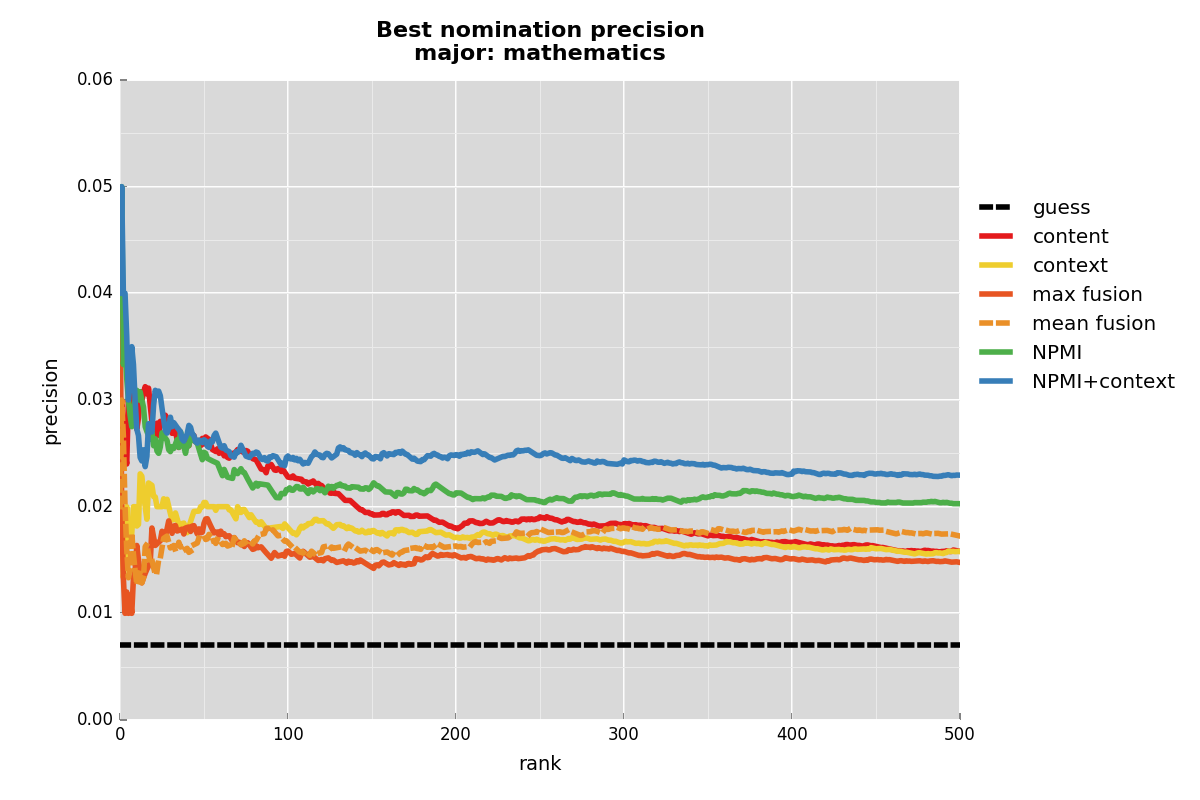 Best nomination precision
major: mathematics
0.06
0.05
0.04
0.03
0.02
0.01
0.00
precision
0 100 200 300 400 500
rank
guess
content
context
max fusion
mean fusion
NPMI
NPMI+context